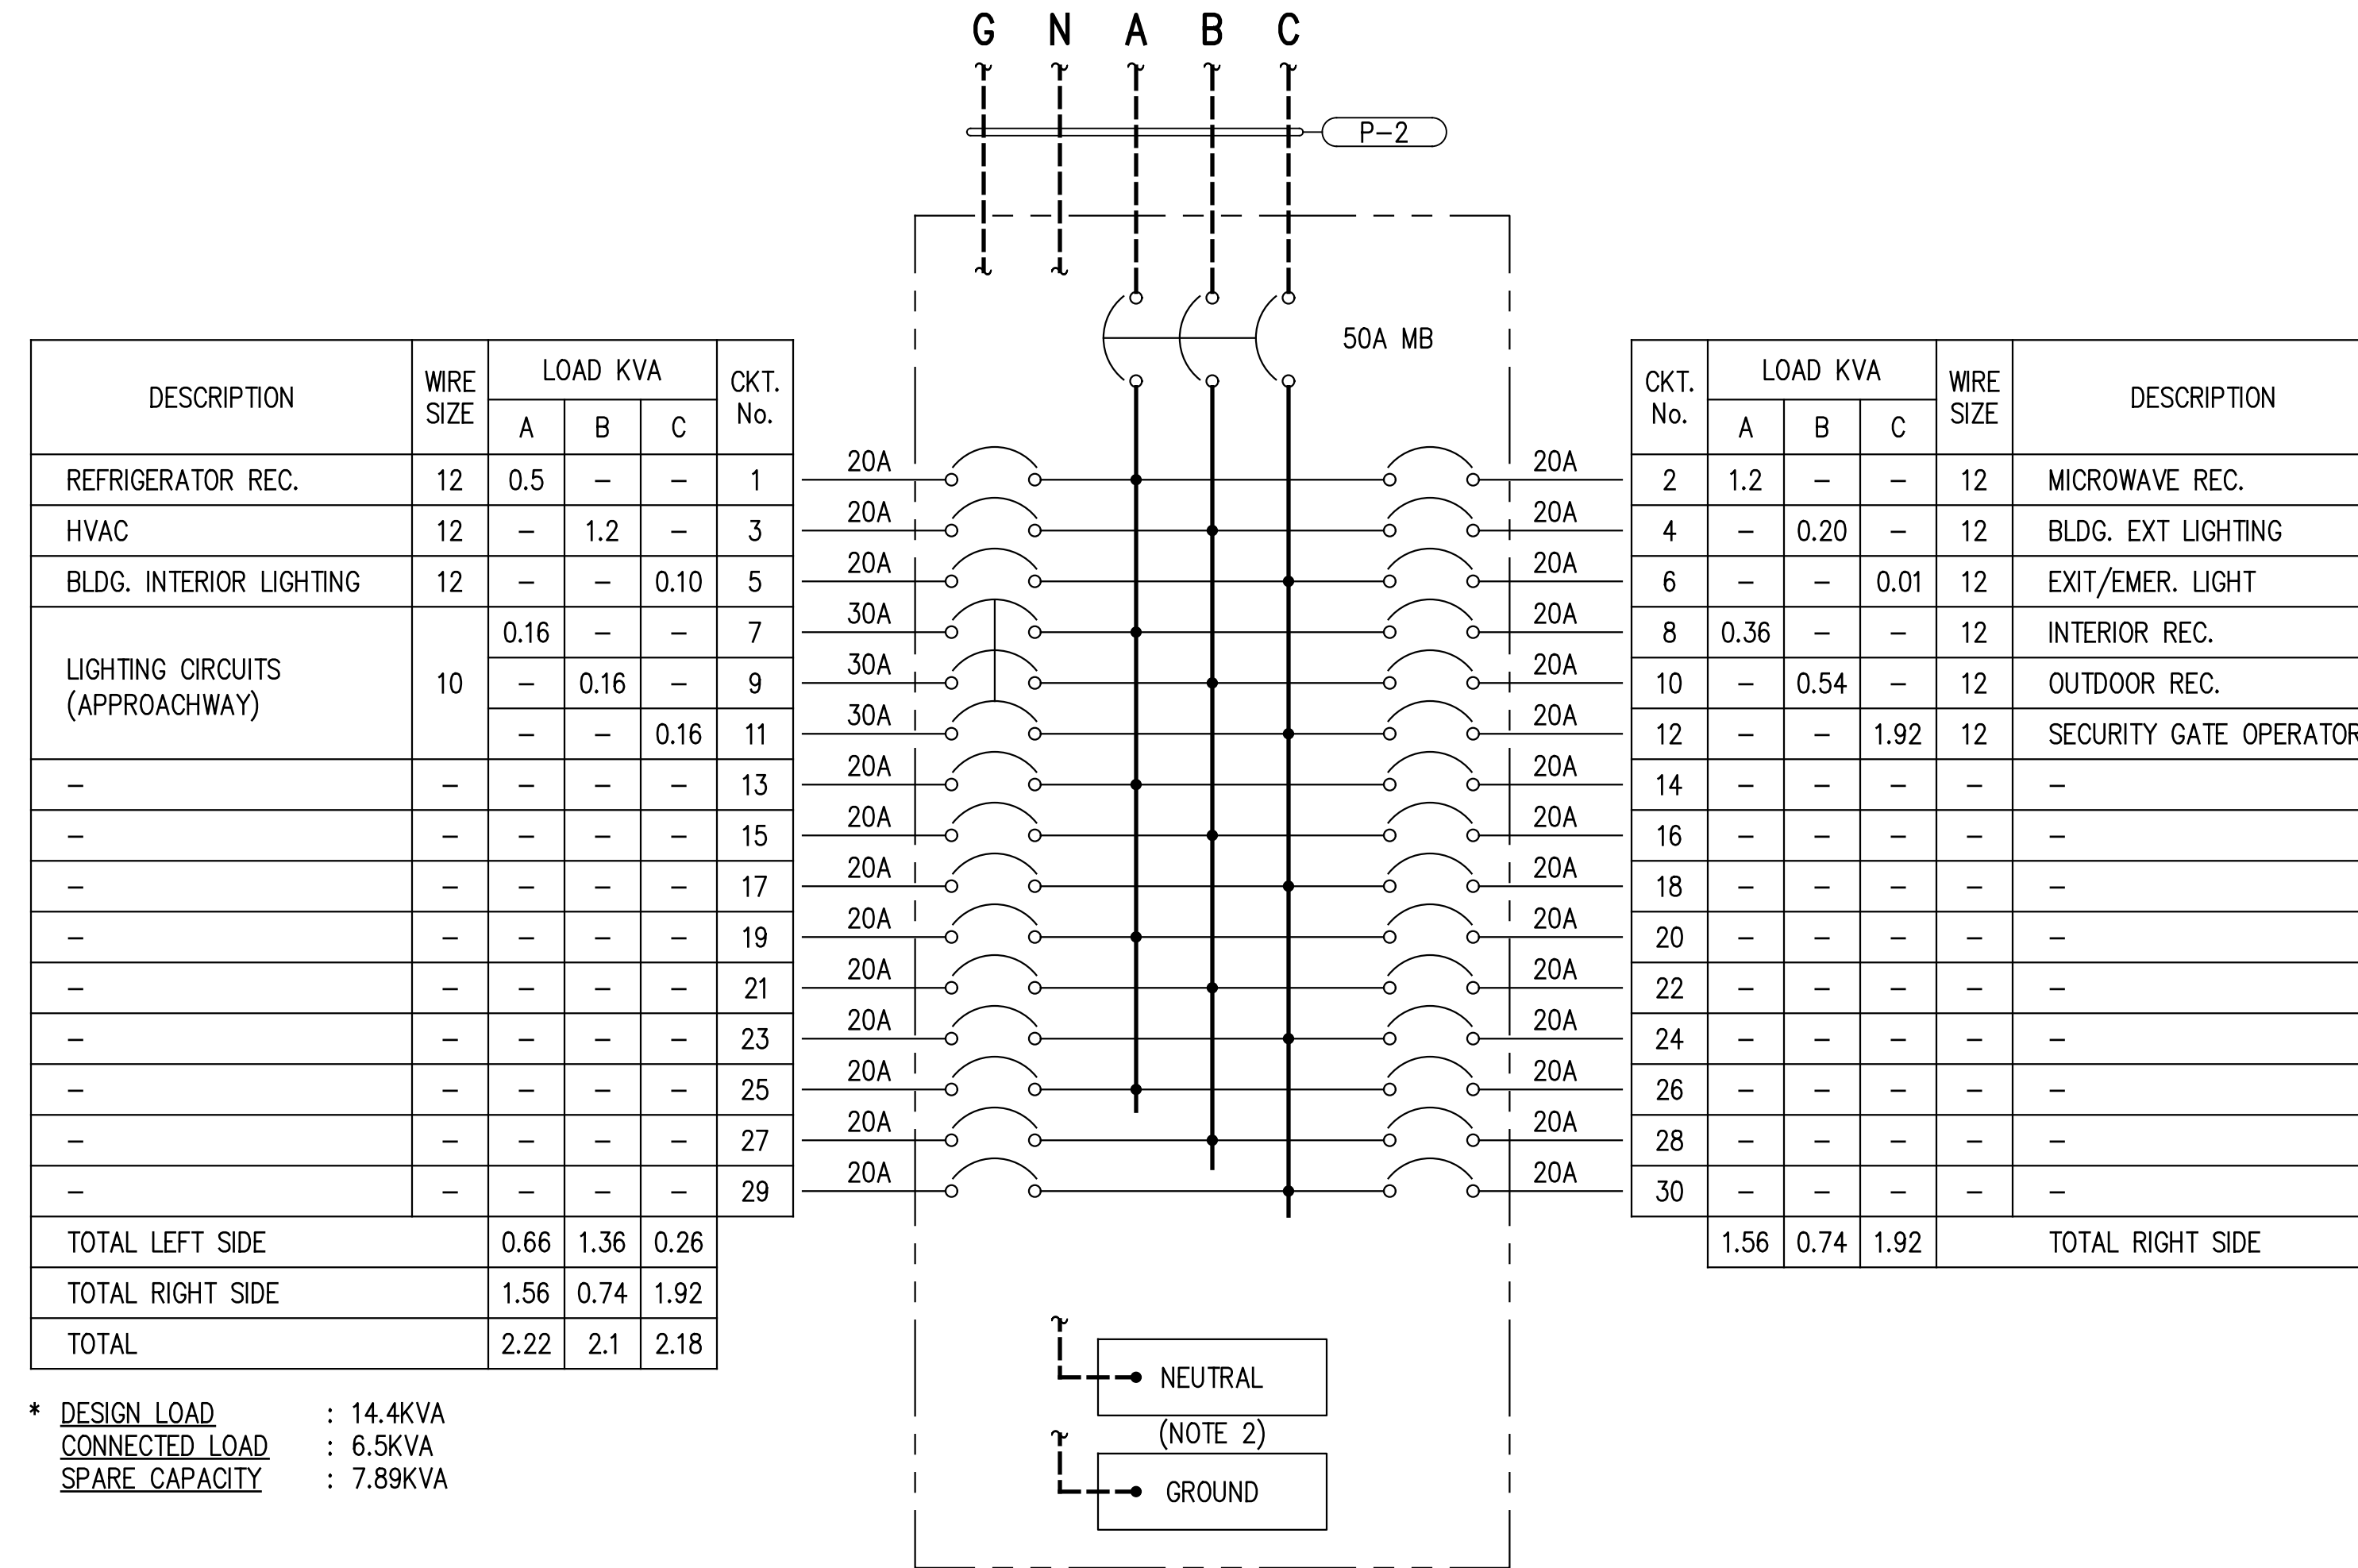 G N A B C
P-2
50A MB
DESCRIPTION WIRE SIZE LOAD KVA CKT. No.
A B C
REFRIGERATOR REC. 12 0.5 – – 1
HVAC 12 – 1.2 – 3
BLDG. INTERIOR LIGHTING 12 – – 0.10 5
LIGHTING CIRCUITS
(APPROACHWAY)
10
0.16 – – 7
– 0.16 – 9
– – 0.16 11
– – – – – 13
– – – – – 15
– – – – – 17
– – – – – 19
– – – – – 21
– – – – – 23
– – – – – 25
– – – – – 27
– – – – – 29
TOTAL LEFT SIDE 0.66 1.36 0.26
TOTAL RIGHT SIDE 1.56 0.74 1.92
TOTAL 2.22 2.1 2.18
* DESIGN LOAD : 14.4KVA
CONNECTED LOAD : 6.5KVA
SPARE CAPACITY : 7.89KVA
20A 20A
20A 20A
20A 20A
30A 20A
30A 20A
30A 20A
20A 20A
20A 20A
20A 20A
20A 20A
20A 20A
20A 20A
20A 20A
20A 20A
20A 20A
NEUTRAL
(NOTE 2)
GROUND
CKT. No. LOAD KVA WIRE SIZE DESCRIPTION
A B C
2 1.2 – – 12 MICROWAVE REC.
4 – 0.20 – 12 BLDG. EXT LIGHTING
6 – – 0.01 12 EXIT/EMER. LIGHT
8 0.36 – – 12 INTERIOR REC.
10 – 0.54 – 12 OUTDOOR REC.
12 – – 1.92 12 SECURITY GATE OPERATOR
14 – – – – –
16 – – – – –
18 – – – – –
20 – – – – –
22 – – – – –
24 – – – – –
26 – – – – –
28 – – – – –
30 – – – – –
1.56 0.74 1.92 TOTAL RIGHT SIDE